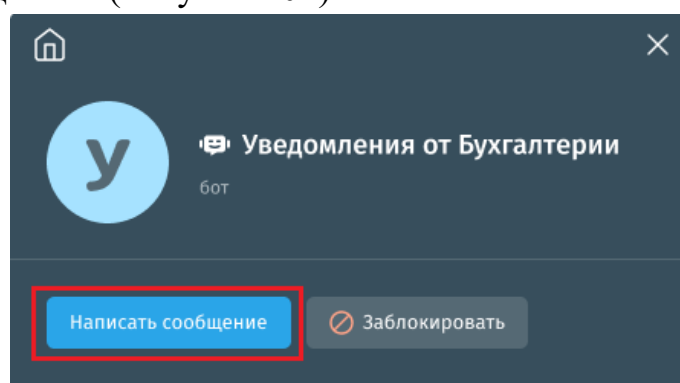 У
Уведомления от Бухгалтерии
бот
Написать сообщение
Заблокировать